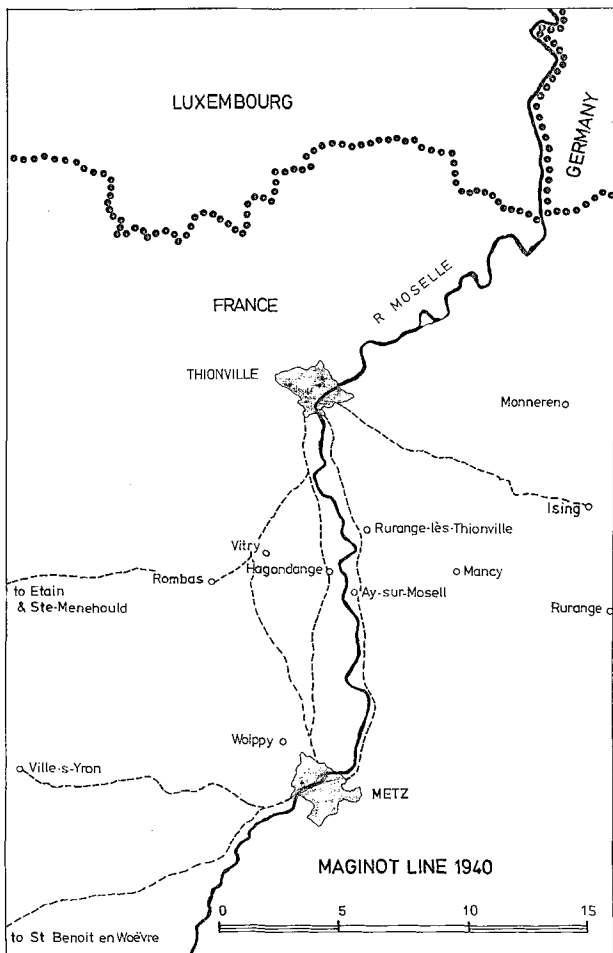 LUXEMBOURG
GERMANY
R MOSELLE
FRANCE
THIONVILLE
Monneren
Ising
Rurange-lès-Thionville
Vitry
Hagondange
Mancy
Rombas
to Etain
& Ste-Menehould
Ay-sur-Mosell
Rurange
Woippy
Ville-s-Yron
METZ
MAGINOT LINE 1940
0 5 10 15
to St Benoit en Woëvre